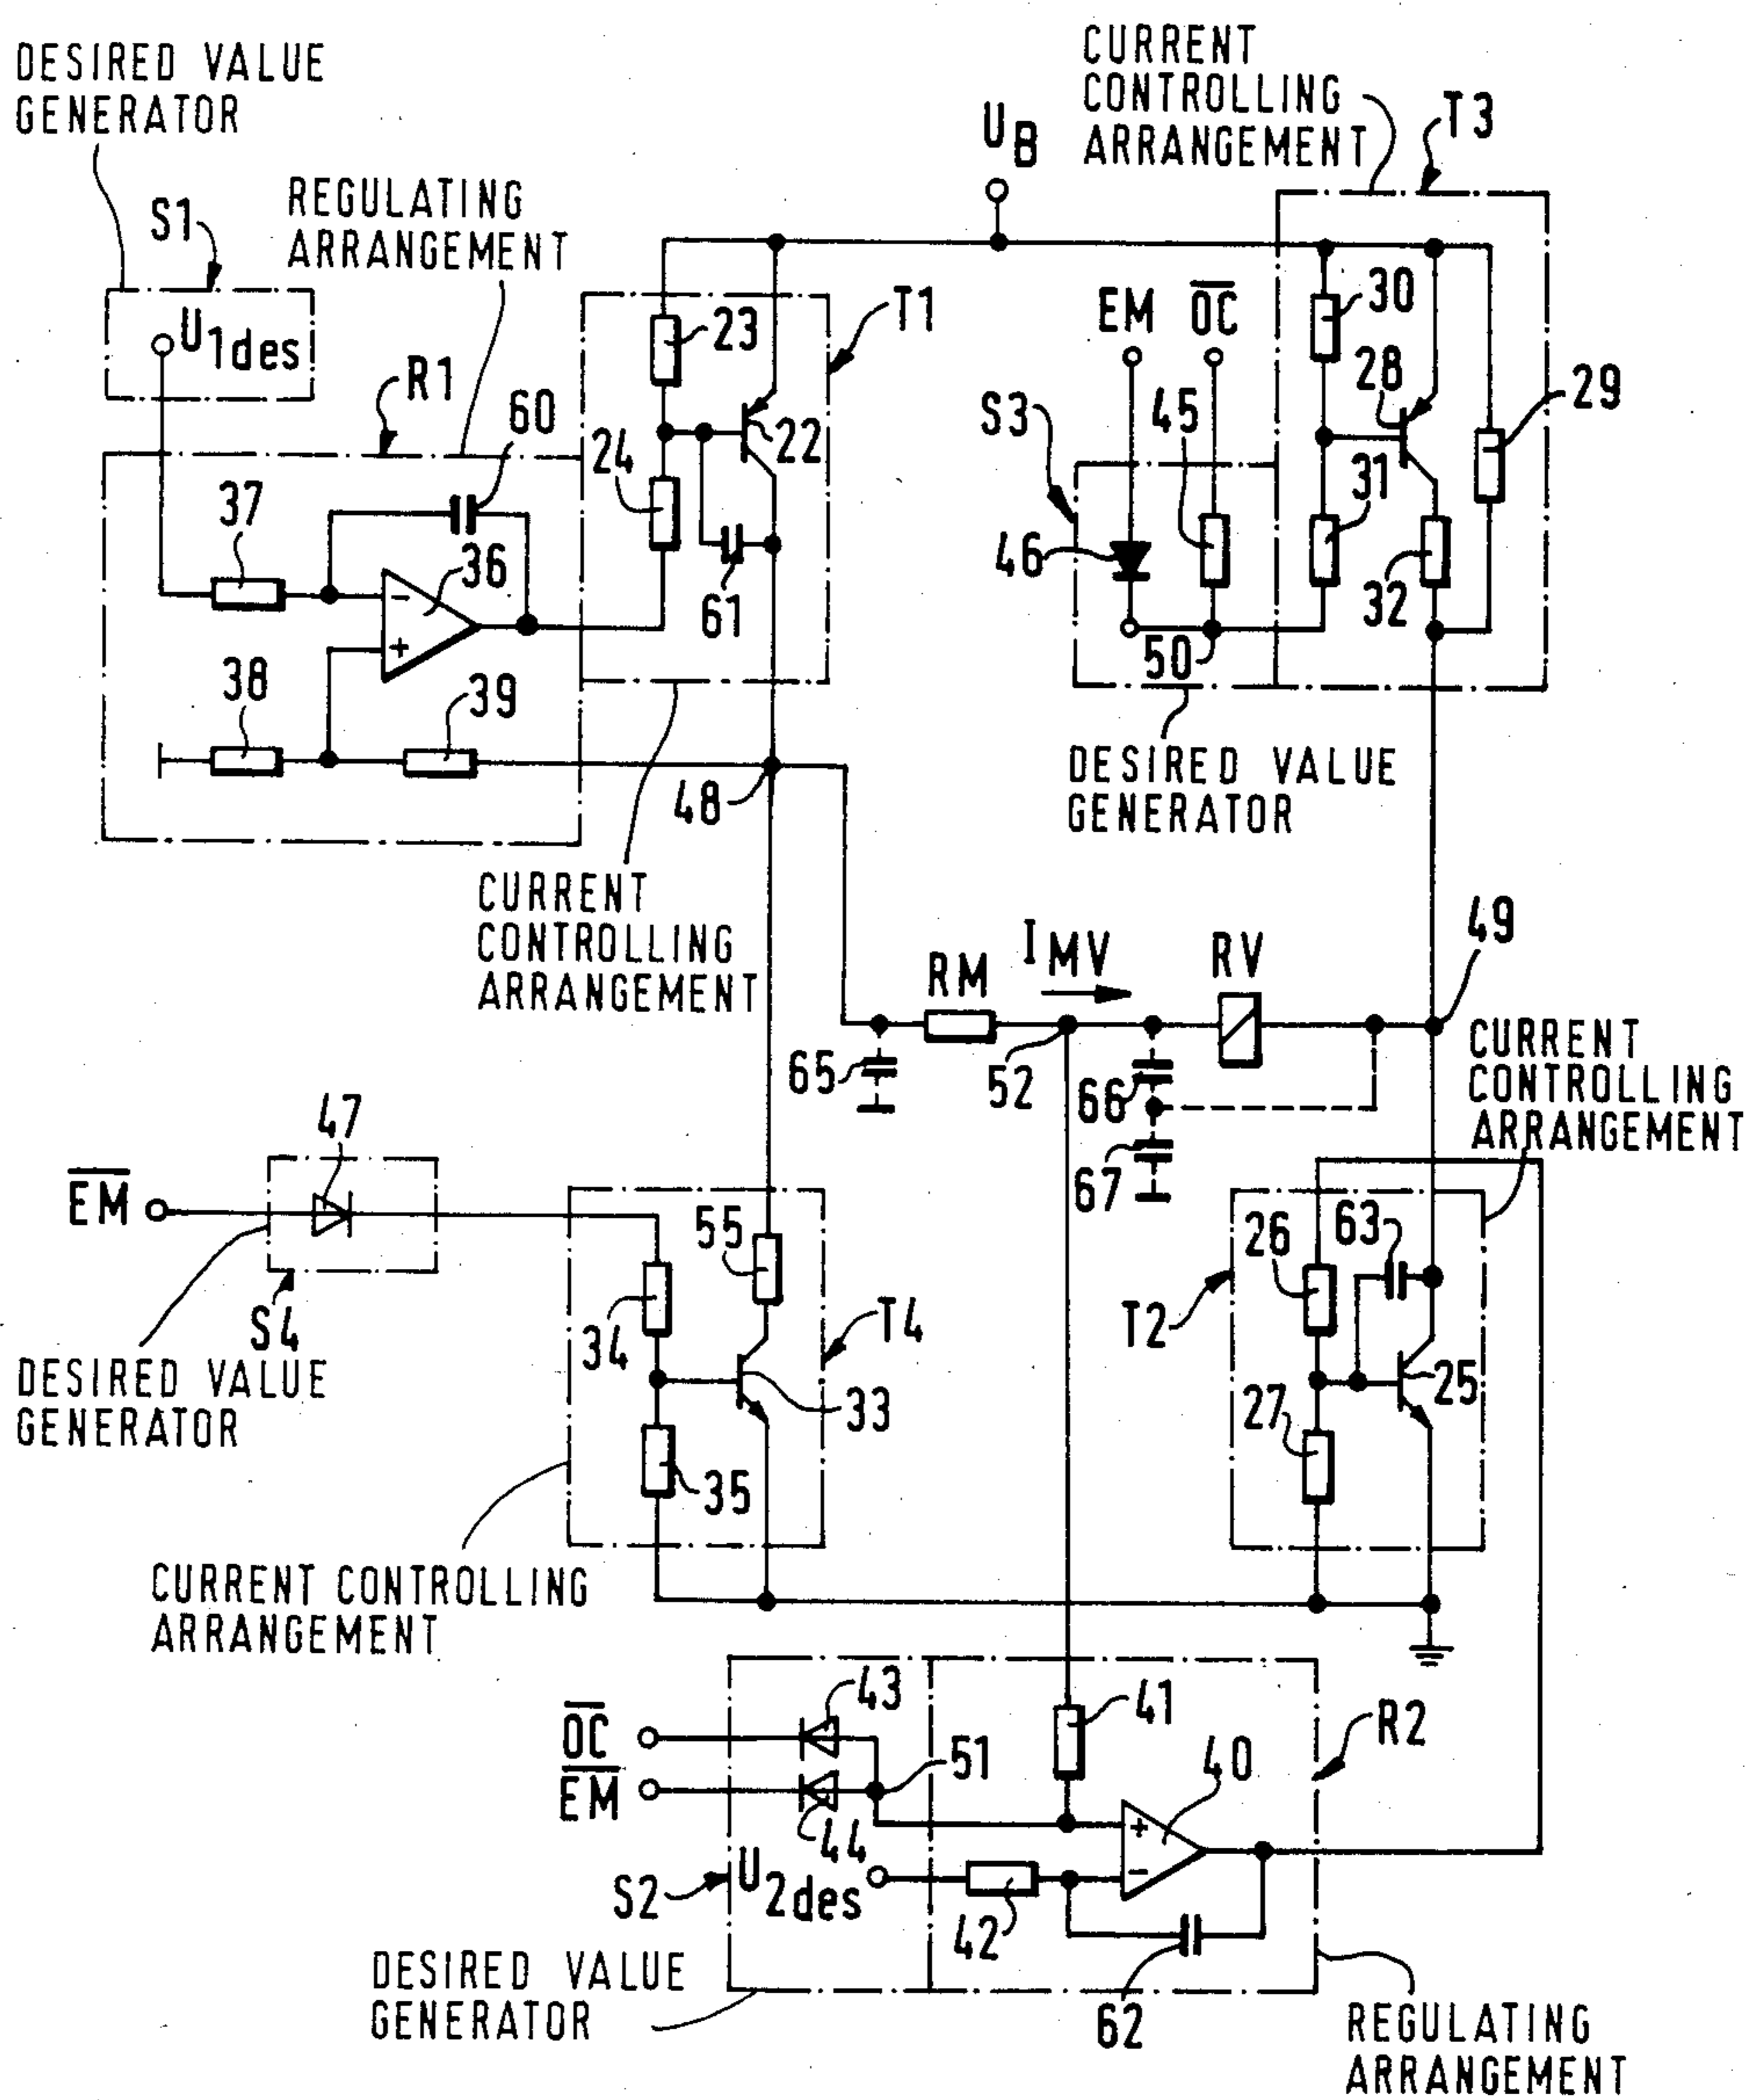 DESIRED VALUE
GENERATOR
S1
U1des
REGULATING
ARRANGEMENT
R1
60
37
36
38
39
23
24
22
61
T1
48
CURRENT
CONTROLLING
ARRANGEMENT
UB
CURRENT
CONTROLLING
ARRANGEMENT
T3
EM
O̅C̅
S3
45
46
50
30
28
29
31
32
DESIRED VALUE
GENERATOR
RM
IMV
RV
49
65
52
66
67
CURRENT
CONTROLLING
ARRANGEMENT
E̅M̅
47
S4
DESIRED VALUE
GENERATOR
55
34
T4
33
35
CURRENT CONTROLLING
ARRANGEMENT
26
63
T2
25
27
O̅C̅
E̅M̅
43
44
51
41
40
R2
S2
U2des
42
62
DESIRED VALUE
GENERATOR
REGULATING
ARRANGEMENT